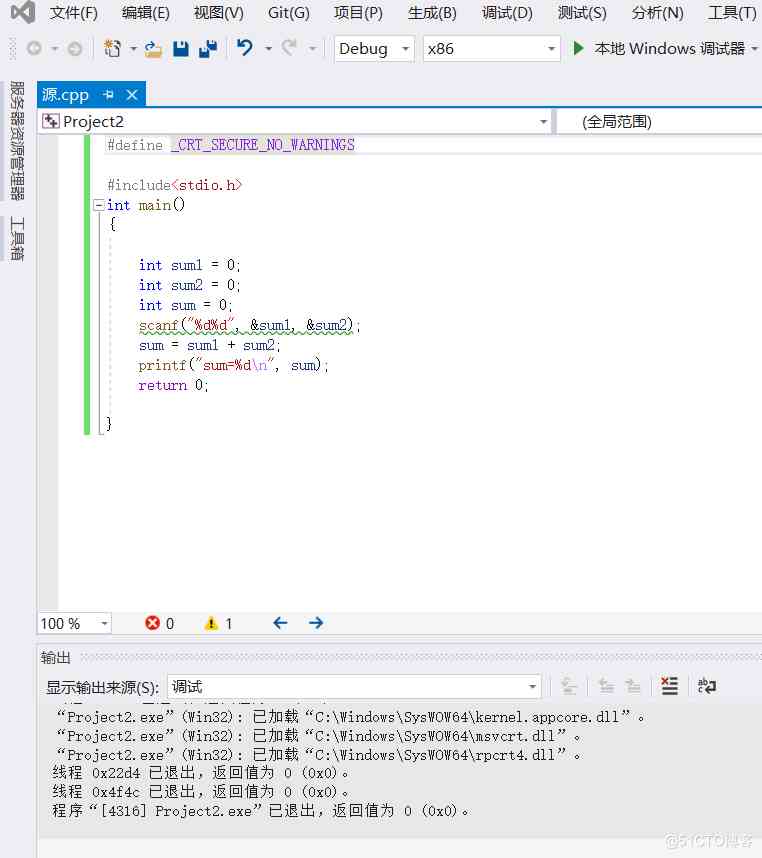 文件(F) 编辑(E) 视图(V) Git(G) 项目(P) 生成(B) 调试(D) 测试(S) 分析(N) 工具(T)
Debug x86 本地 Windows 调试器
服务器资源管理器
工具箱
源.cpp
Project2 (全局范围)
#define _CRT_SECURE_NO_WARNINGS
#include<stdio.h>
int main()
{
int sum1 = 0;
int sum2 = 0;
int sum = 0;
scanf("%d%d", &sum1, &sum2);
sum = sum1 + sum2;
printf("sum=%d\n", sum);
return 0;
}
100 % 0 1
输出
显示输出来源(S): 调试
“Project2.exe”(Win32): 已加载“C:\Windows\SysWOW64\kernel.appcore.dll”。
“Project2.exe”(Win32): 已加载“C:\Windows\SysWOW64\msvcrt.dll”。
“Project2.exe”(Win32): 已加载“C:\Windows\SysWOW64\rpcrt4.dll”。
线程 0x22d4 已退出，返回值为 0 (0x0)。
线程 0x4f4c 已退出，返回值为 0 (0x0)。
程序“[4316] Project2.exe”已退出，返回值为 0 (0x0)。
@51CTO博客